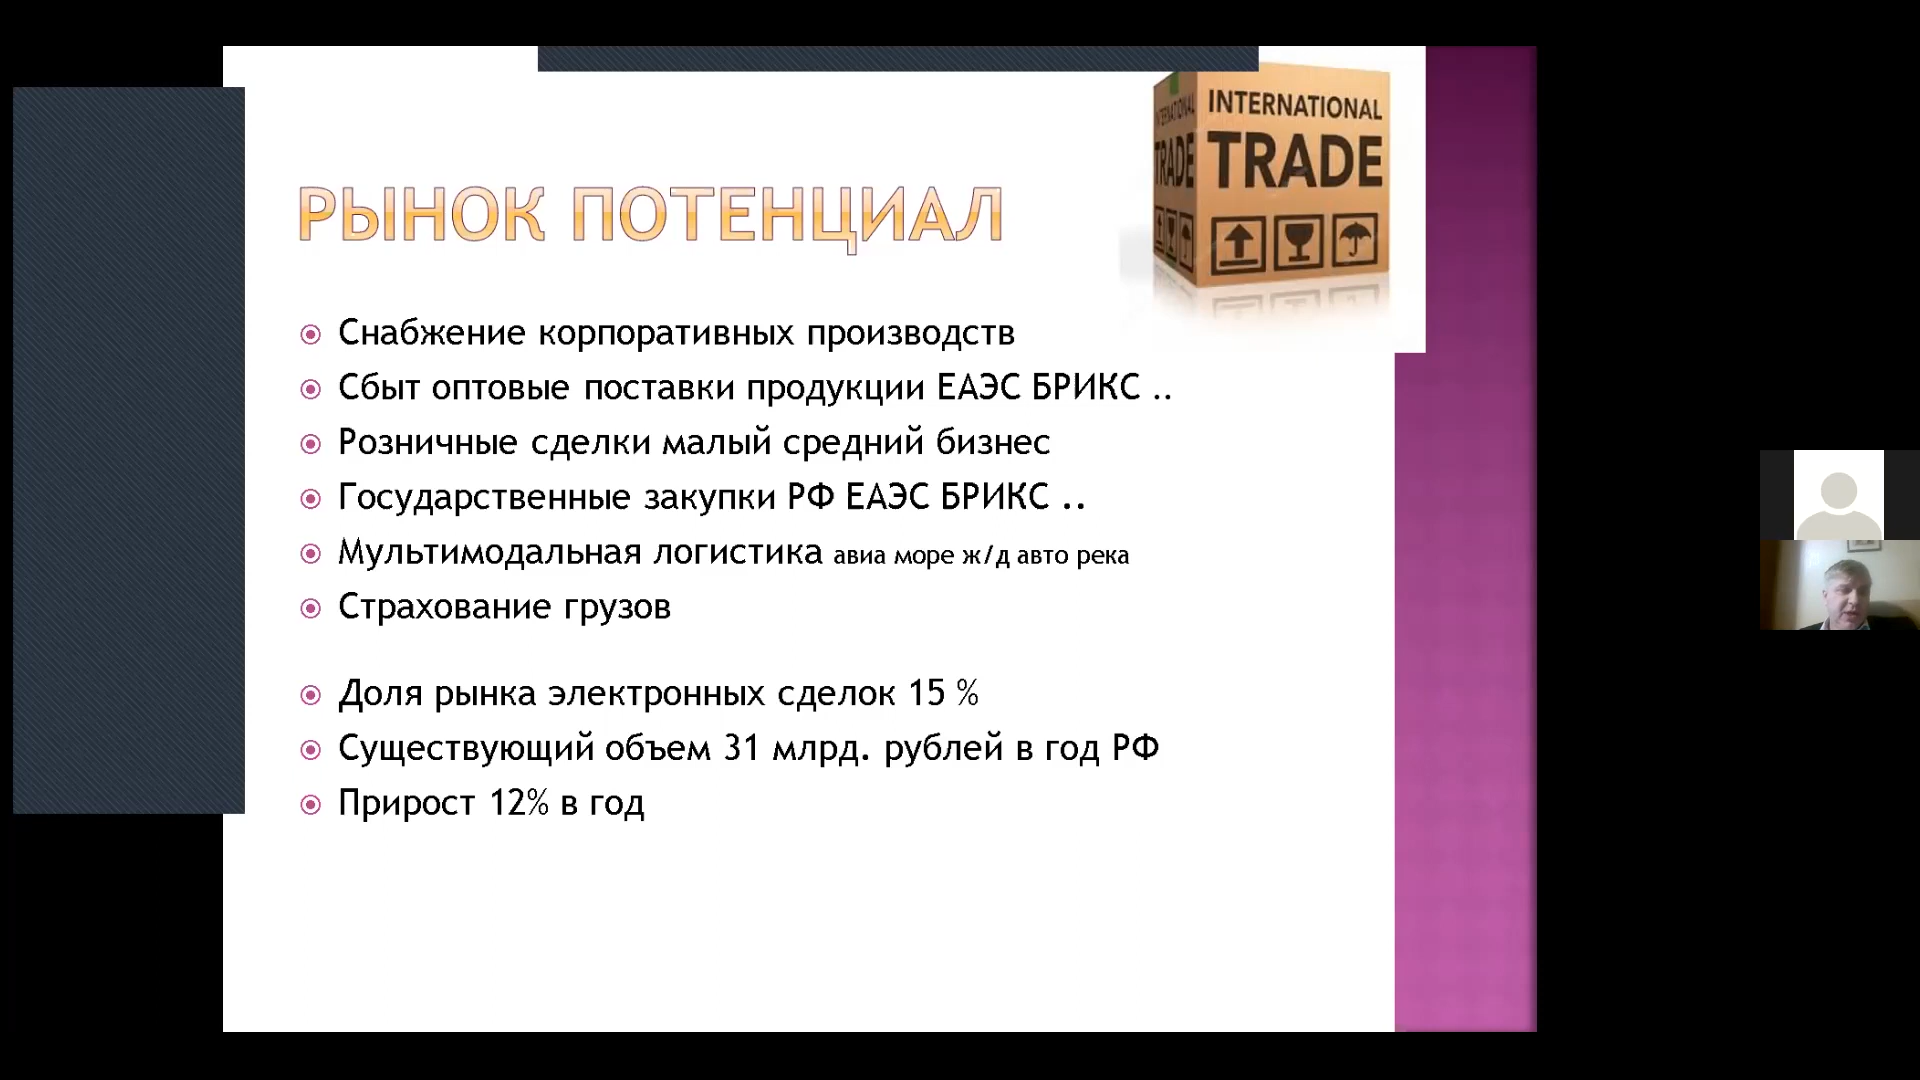 INTERNATIONAL
TRADE
INTERNATIONAL
TRADE
РЫНОК ПОТЕНЦИАЛ
Снабжение корпоративных производств
Сбыт оптовые поставки продукции ЕАЭС БРИКС ..
Розничные сделки малый средний бизнес
Государственные закупки РФ ЕАЭС БРИКС ..
Мультимодальная логистика авиа море ж/д авто река
Страхование грузов
Доля рынка электронных сделок 15 %
Существующий объем 31 млрд. рублей в год РФ
Прирост 12% в год